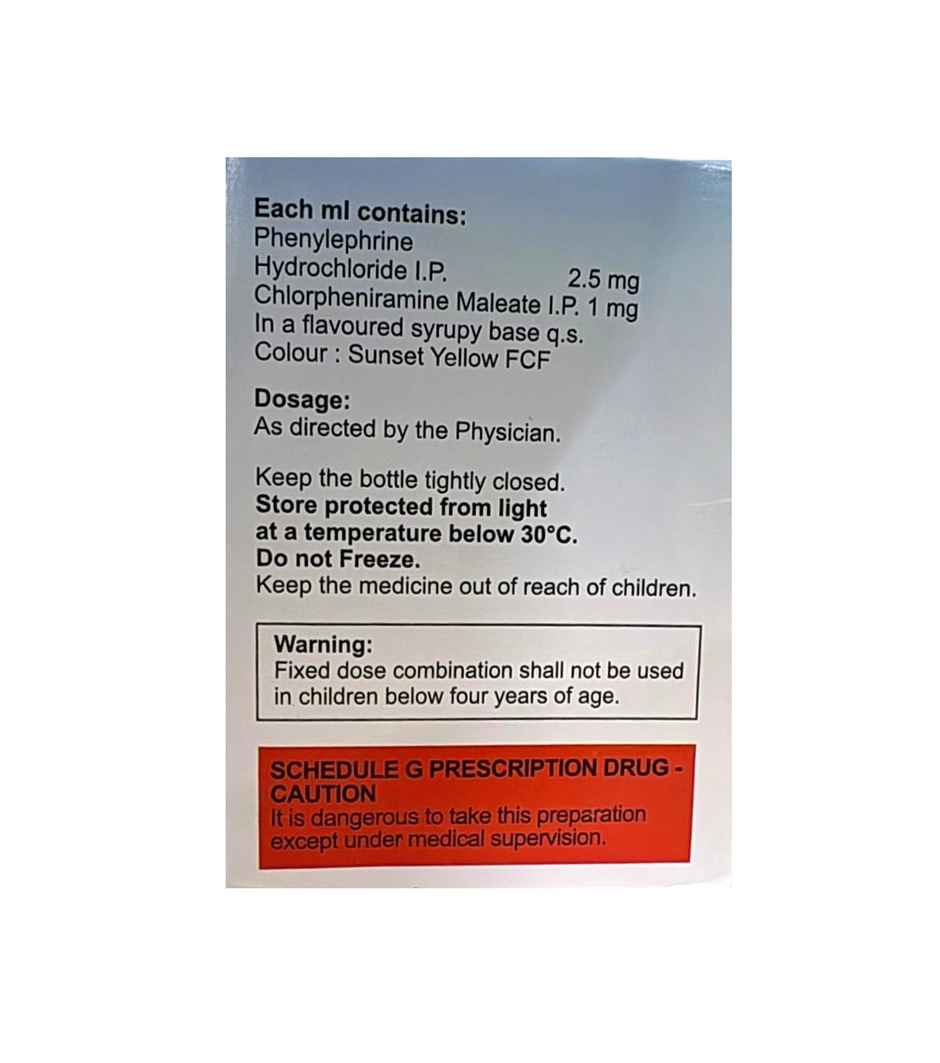 Each ml contains:
Phenylephrine
Hydrochloride I.P. 2.5 mg
Chlorpheniramine Maleate I.P. 1 mg
In a flavoured syrupy base q.s.
Colour : Sunset Yellow FCF
Dosage:
As directed by the Physician.
Keep the bottle tightly closed.
Store protected from light
at a temperature below 30°C.
Do not Freeze.
Keep the medicine out of reach of children.
Warning:
Fixed dose combination shall not be used
in children below four years of age.
SCHEDULE G PRESCRIPTION DRUG -
CAUTION
It is dangerous to take this preparation
except under medical supervision.